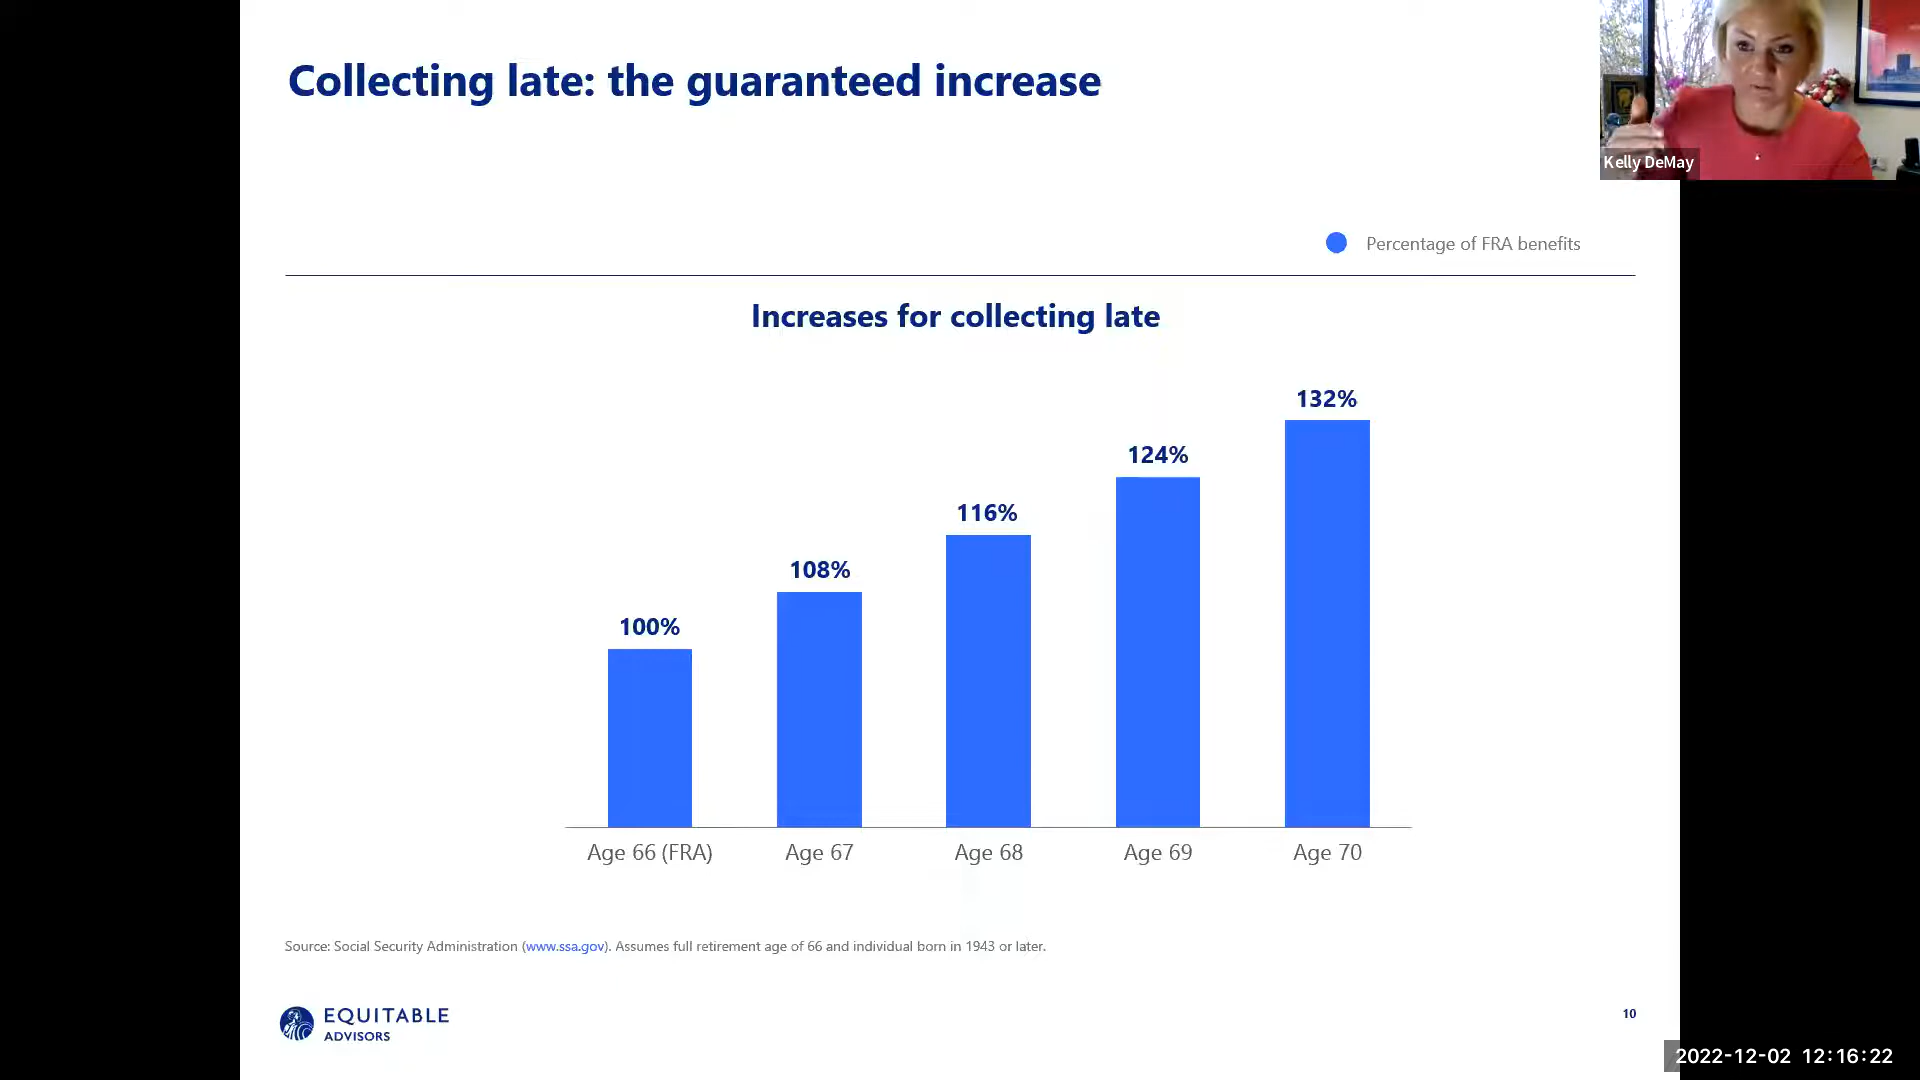 Collecting late: the guaranteed increase
Kelly DeMay
Percentage of FRA benefits
Increases for collecting late
132%
124%
116%
108%
100%
Age 66 (FRA) Age 67 Age 68 Age 69 Age 70
Source: Social Security Administration (www.ssa.gov). Assumes full retirement age of 66 and individual born in 1943 or later.
EQUITABLE
ADVISORS
10
2022-12-02 12:16:22